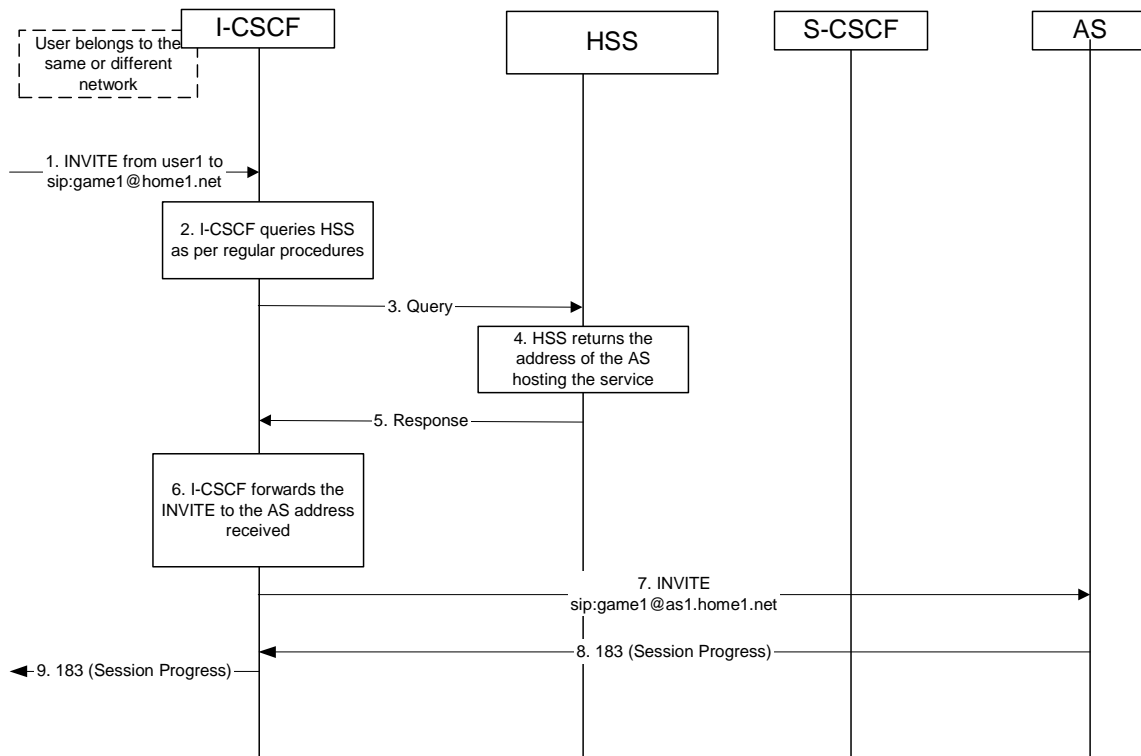 I-CSCF
HSS
S-CSCF
AS
User belongs to the
same or different
network
1. INVITE from user1 to
sip:game1@home1.net
2. I-CSCF queries HSS
as per regular procedures
3. Query
4. HSS returns the
address of the AS
hosting the service
5. Response
6. I-CSCF forwards the
INVITE to the AS address
received
7. INVITE
sip:game1@as1.home1.net
8. 183 (Session Progress)
9. 183 (Session Progress)